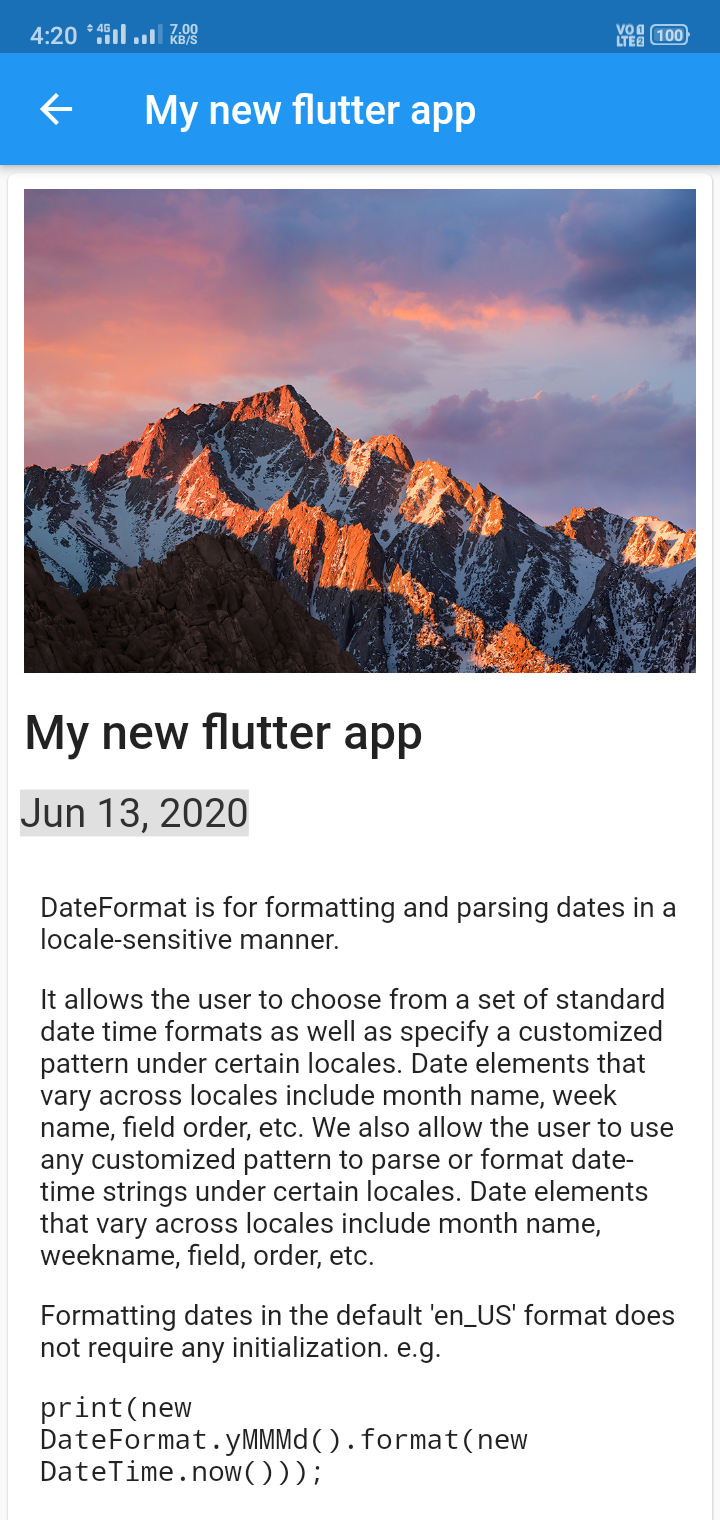 4:20 4G 7.00 KB/S VO LTE 1 2 100
My new flutter app
My new flutter app
Jun 13, 2020
DateFormat is for formatting and parsing dates in a
locale-sensitive manner.
It allows the user to choose from a set of standard
date time formats as well as specify a customized
pattern under certain locales. Date elements that
vary across locales include month name, week
name, field order, etc. We also allow the user to use
any customized pattern to parse or format date-
time strings under certain locales. Date elements
that vary across locales include month name,
weekname, field, order, etc.
Formatting dates in the default 'en_US' format does
not require any initialization. e.g.
print(new
DateFormat.yMMMd().format(new
DateTime.now()));